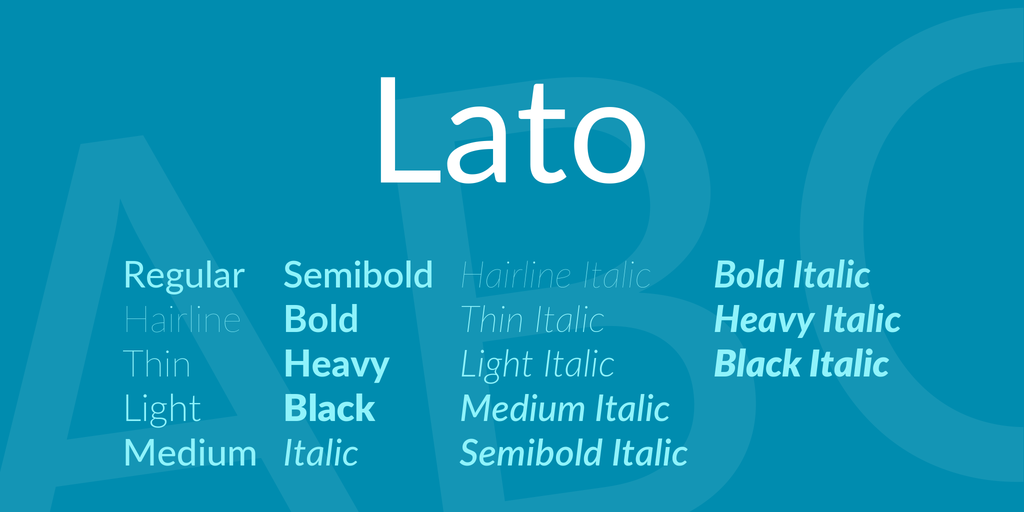 Lato
Regular
Hairline
Thin
Light
Medium
Semibold
Bold
Heavy
Black
Italic
Hairline Italic
Thin Italic
Light Italic
Medium Italic
Semibold Italic
Bold Italic
Heavy Italic
Black Italic
ABC